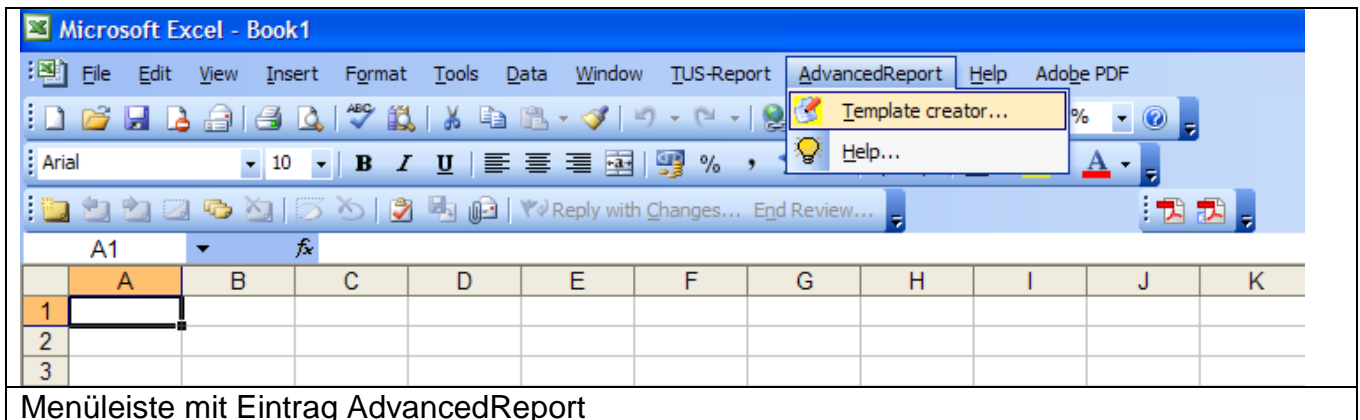 Microsoft Excel - Book1
File Edit View Insert Format Tools Data Window TUS-Report AdvancedReport Help Adobe PDF
Template creator...
%
Arial 10 B I U % , A
Help...
Reply with Changes... End Review...
A1 fx
A B C D E F G H I J K
1
2
3
Menüleiste mit Eintrag AdvancedReport